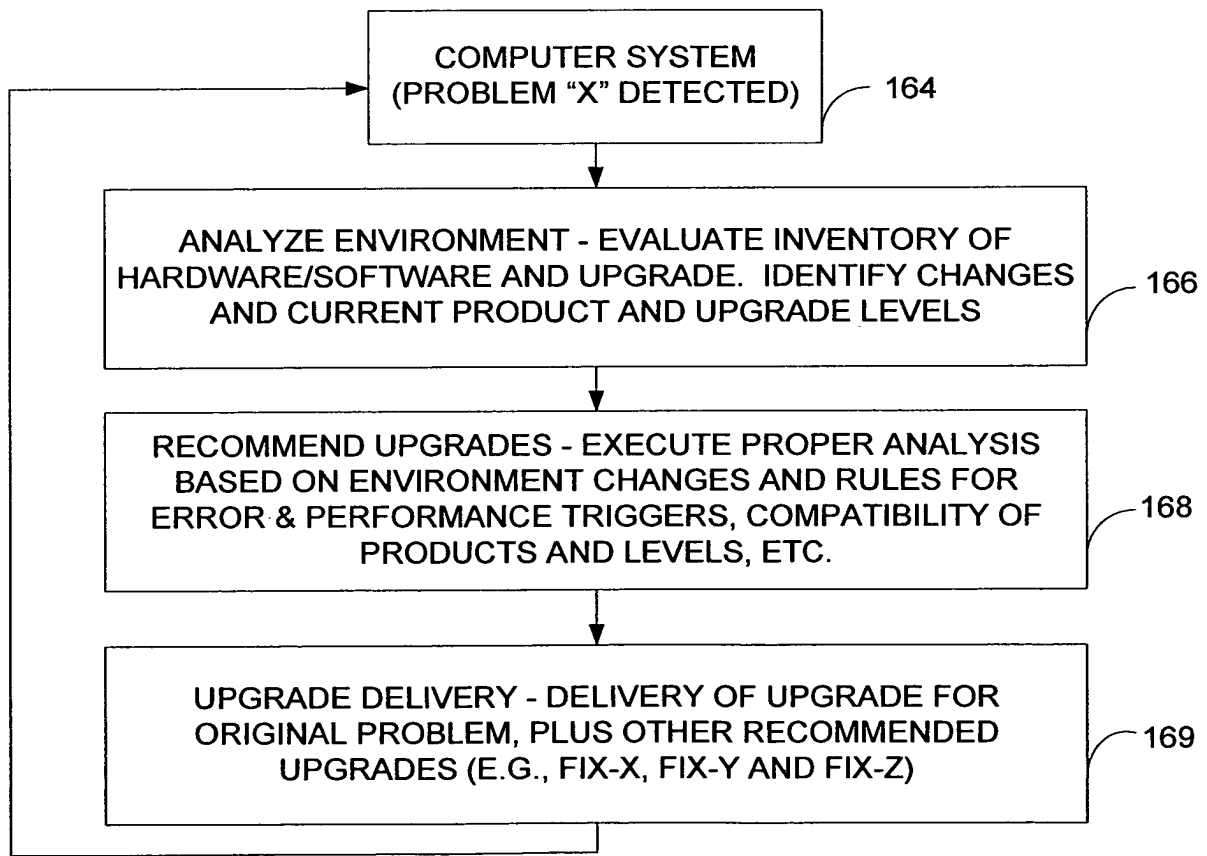 COMPUTER SYSTEM
(PROBLEM “X” DETECTED)
164
ANALYZE ENVIRONMENT - EVALUATE INVENTORY OF
HARDWARE/SOFTWARE AND UPGRADE. IDENTIFY CHANGES
AND CURRENT PRODUCT AND UPGRADE LEVELS
166
RECOMMEND UPGRADES - EXECUTE PROPER ANALYSIS
BASED ON ENVIRONMENT CHANGES AND RULES FOR
ERROR & PERFORMANCE TRIGGERS, COMPATIBILITY OF
PRODUCTS AND LEVELS, ETC.
168
UPGRADE DELIVERY - DELIVERY OF UPGRADE FOR
ORIGINAL PROBLEM, PLUS OTHER RECOMMENDED
UPGRADES (E.G., FIX-X, FIX-Y AND FIX-Z)
169